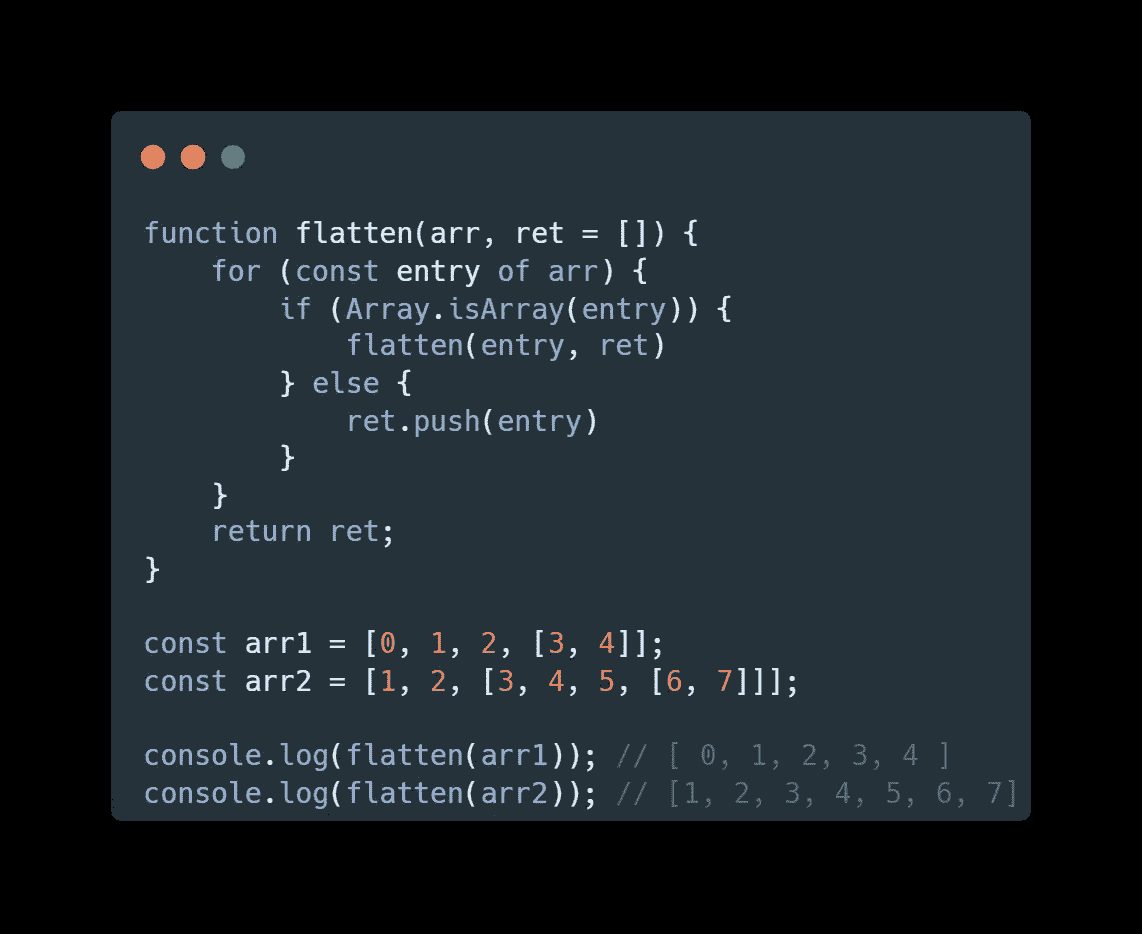 function flatten(arr, ret = []) {
    for (const entry of arr) {
        if (Array.isArray(entry)) {
            flatten(entry, ret)
        } else {
            ret.push(entry)
        }
    }
    return ret;
}

const arr1 = [0, 1, 2, [3, 4]];
const arr2 = [1, 2, [3, 4, 5, [6, 7]]];

console.log(flatten(arr1)); // [ 0, 1, 2, 3, 4 ]
console.log(flatten(arr2)); // [1, 2, 3, 4, 5, 6, 7]